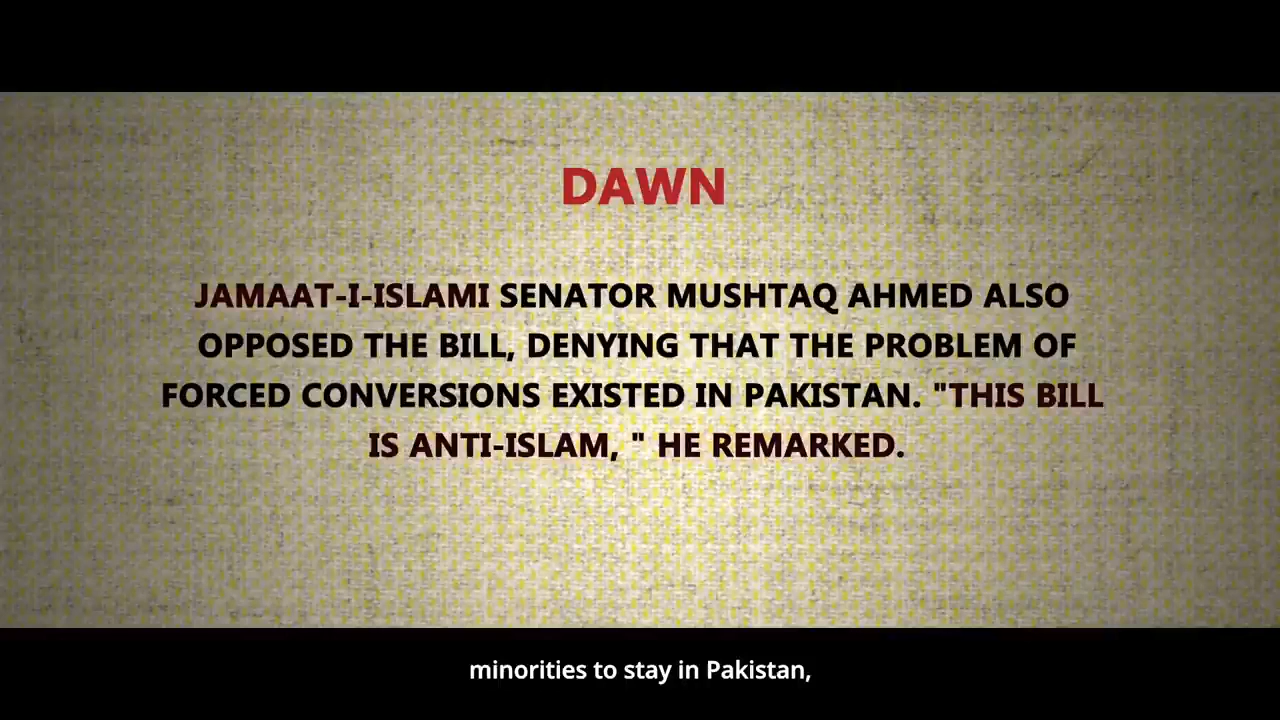 DAWN
JAMAAT-I-ISLAMI SENATOR MUSHTAQ AHMED ALSO
OPPOSED THE BILL, DENYING THAT THE PROBLEM OF
FORCED CONVERSIONS EXISTED IN PAKISTAN. "THIS BILL
IS ANTI-ISLAM, " HE REMARKED.
minorities to stay in Pakistan,